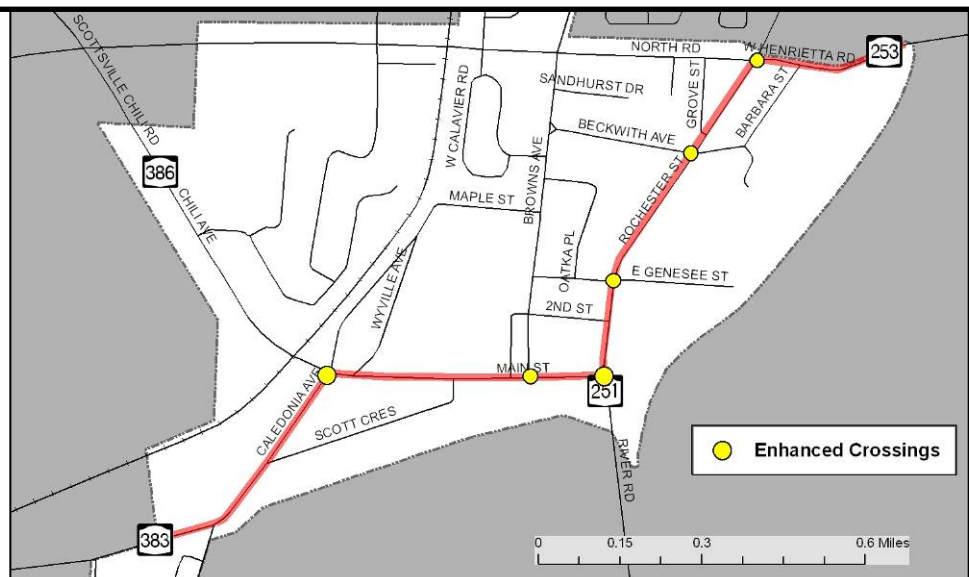 NORTH RD
W HENRIETTA RD
253
SCOTTSVILLE CHILI RD
W CALAVIER RD
SANDHURST DR
GROVE ST
BARBARA ST
BECKWITH AVE
386
CHILI AVE
MAPLE ST
BROWNS AVE
ROCHESTER ST
WYVILLE AVE
OATKA PL
E GENESEE ST
2ND ST
MAIN ST
CALEDONIA AVE
251
SCOTT CRES
RIVER RD
Enhanced Crossings
383
0 0.15 0.3 0.6 Miles